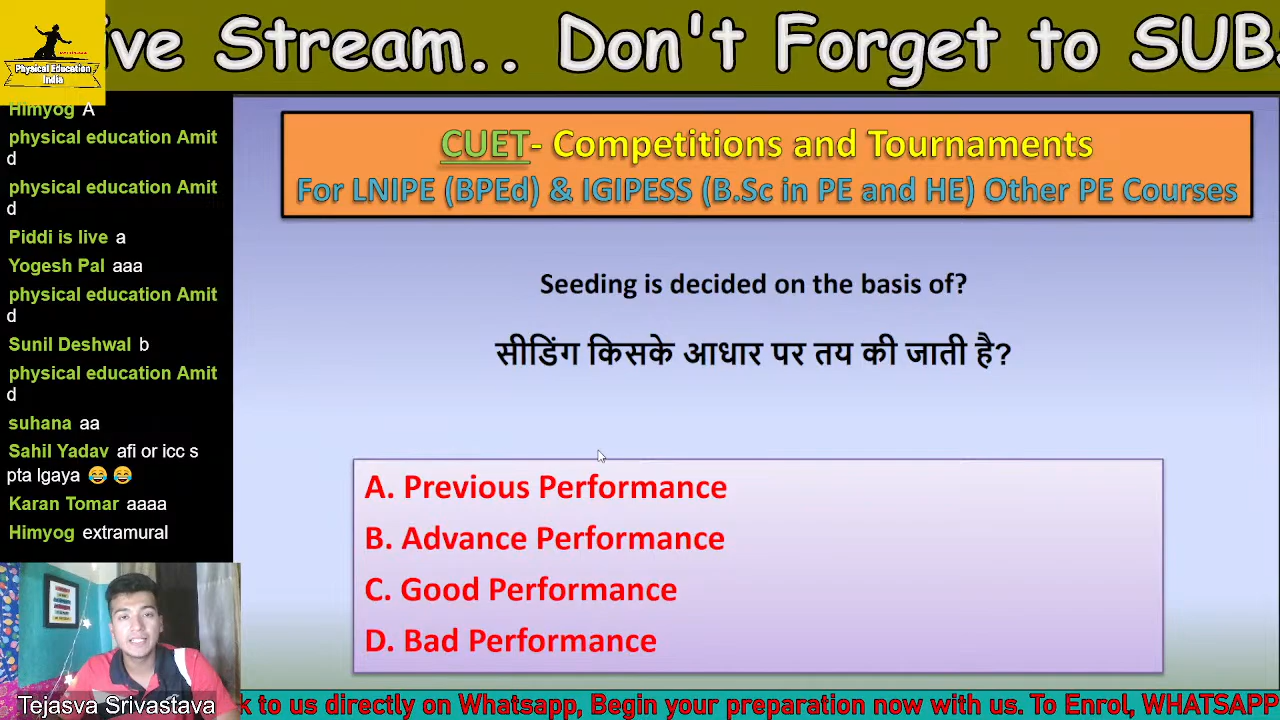 ive Stream.. Don't Forget to SUB
Physical Education
India
Himyog A
physical education Amit
d
physical education Amit
d
Piddi is live a
Yogesh Pal aaa
physical education Amit
d
Sunil Deshwal b
physical education Amit
d
suhana aa
Sahil Yadav afi or icc s
pta lgaya 😂 😂
Karan Tomar aaaa
Himyog extramural
CUET- Competitions and Tournaments
For LNIPE (BPEd) & IGIPESS (B.Sc in PE and HE) Other PE Courses
Seeding is decided on the basis of?
सीडिंग किसके आधार पर तय की जाती है?
A. Previous Performance
B. Advance Performance
C. Good Performance
D. Bad Performance
Tejasva Srivastava
k to us directly on Whatsapp, Begin your preparation now with us. To Enrol, WHATSAPP